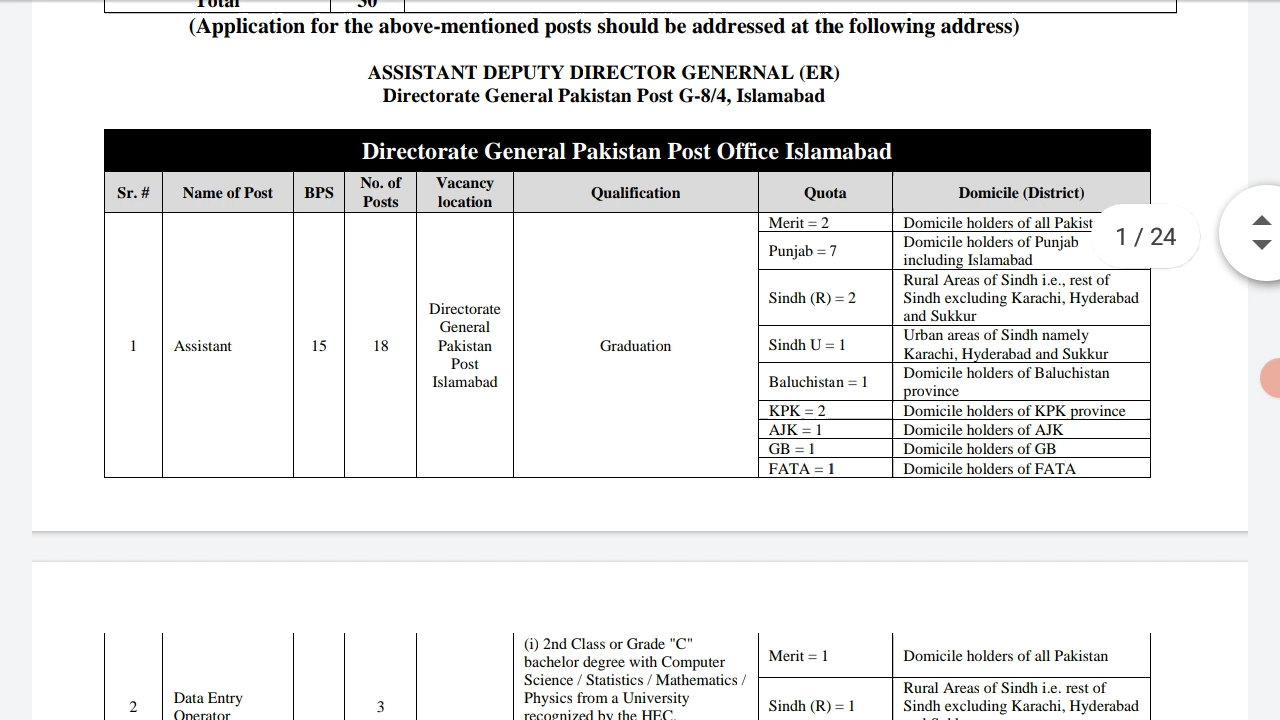 Total 30
(Application for the above-mentioned posts should be addressed at the following address)
ASSISTANT DEPUTY DIRECTOR GENERNAL (ER)
Directorate General Pakistan Post G-8/4, Islamabad
Directorate General Pakistan Post Office Islamabad
Sr. # Name of Post BPS No. of Posts Vacancy location Qualification Quota Domicile (District)
1 Assistant 15 18
Directorate
General
Pakistan
Post
Islamabad
Graduation
Merit = 2 Domicile holders of all Pakist
Punjab = 7 Domicile holders of Punjab
including Islamabad
Sindh (R) = 2 Rural Areas of Sindh i.e., rest of
Sindh excluding Karachi, Hyderabad
and Sukkur
Sindh U = 1 Urban areas of Sindh namely
Karachi, Hyderabad and Sukkur
Baluchistan = 1 Domicile holders of Baluchistan
province
KPK = 2 Domicile holders of KPK province
AJK = 1 Domicile holders of AJK
GB = 1 Domicile holders of GB
FATA = 1 Domicile holders of FATA
1 / 24
2 Data Entry
Operator
3
(i) 2nd Class or Grade "C"
bachelor degree with Computer
Science / Statistics / Mathematics /
Physics from a University
recognized by the HEC.
Merit = 1 Domicile holders of all Pakistan
Sindh (R) = 1 Rural Areas of Sindh i.e. rest of
Sindh excluding Karachi, Hyderabad